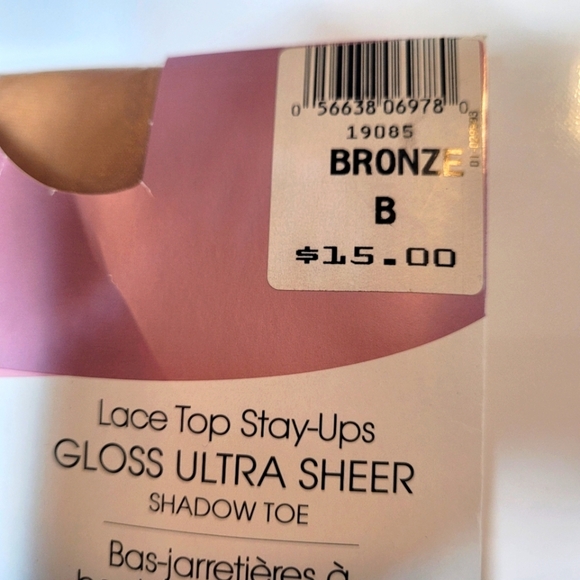 0 56638 06978 0
19085
BRONZE
B
$15.00
Lace Top Stay-Ups
GLOSS ULTRA SHEER
SHADOW TOE
Bas-jarretières à